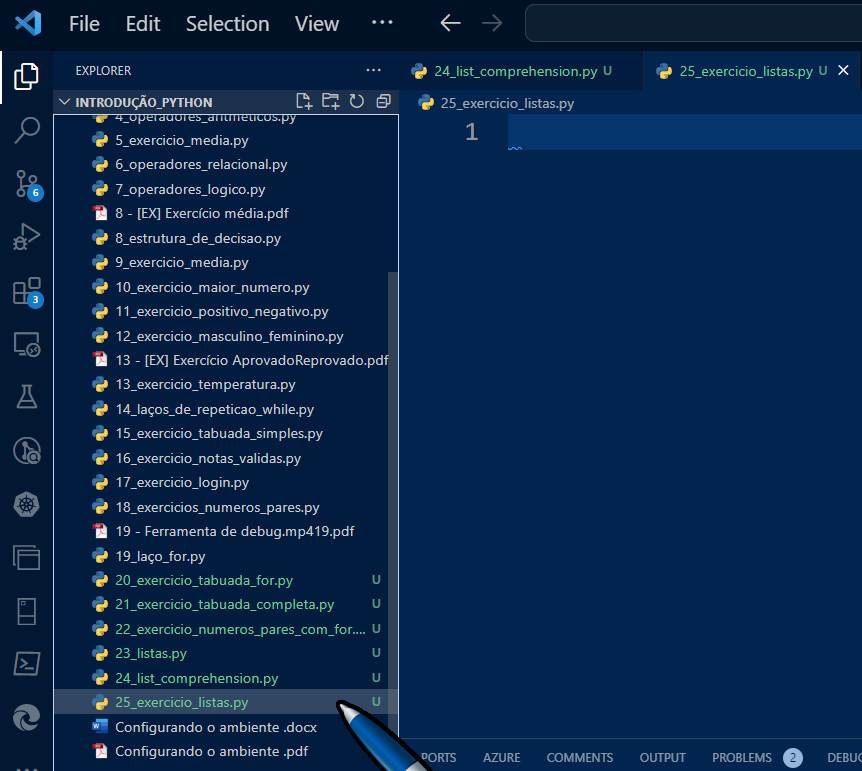 File Edit Selection View ...
EXPLORER ...
24_list_comprehension.py U
25_exercicio_listas.py U
INTRODUÇÃO_PYTHON
25_exercicio_listas.py
1
4_operadores_aritmeticos.py
5_exercicio_media.py
6_operadores_relacional.py
7_operadores_logico.py
8 - [EX] Exercício média.pdf
8_estrutura_de_decisao.py
9_exercicio_media.py
10_exercicio_maior_numero.py
11_exercicio_positivo_negativo.py
12_exercicio_masculino_feminino.py
13 - [EX] Exercício AprovadoReprovado.pdf
13_exercicio_temperatura.py
14_laços_de_repeticao_while.py
15_exercicio_tabuada_simples.py
16_exercicio_notas_validas.py
17_exercicio_login.py
18_exercicios_numeros_pares.py
19 - Ferramenta de debug.mp419.pdf
19_laço_for.py
20_exercicio_tabuada_for.py U
21_exercicio_tabuada_completa.py U
22_exercicio_numeros_pares_com_for.... U
23_listas.py U
24_list_comprehension.py U
25_exercicio_listas.py U
Configurando o ambiente .docx
Configurando o ambiente .pdf
6
3
PORTS AZURE COMMENTS OUTPUT PROBLEMS 2